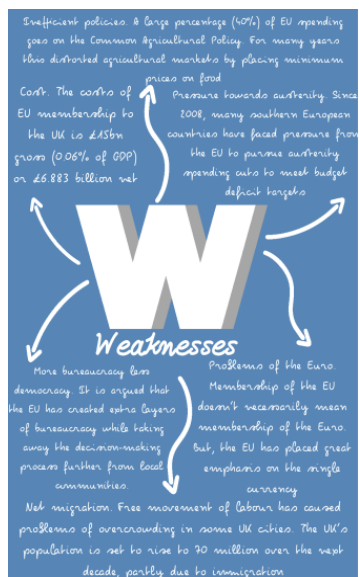 Inefficient policies. A large percentage (40%) of EU spending
goes on the Common Agricultural Policy. For many years
this distorted agricultural markets by placing minimum
prices on food
Cost. The costs of
EU membership to
the UK is £15bn
gross (0.06% of GDP)
or £6.883 billion net
Pressure towards austerity. Since
2008, many southern European
countries have faced pressure from
the EU to pursue austerity
spending cuts to meet budget
deficit targets
W
Weaknesses
More bureaucracy less
democracy. It is argued that
the EU has created extra layers
of bureaucracy while taking
away the decision-making
process further from local
communities.
Problems of the Euro.
Membership of the EU
doesn't necessarily mean
membership of the Euro.
But, the EU has placed great
emphasis on the single
currency
Net migration. Free movement of labour has caused
problems of overcrowding in some UK cities. The UK's
population is set to rise to 70 million over the next
decade, partly due to immigration